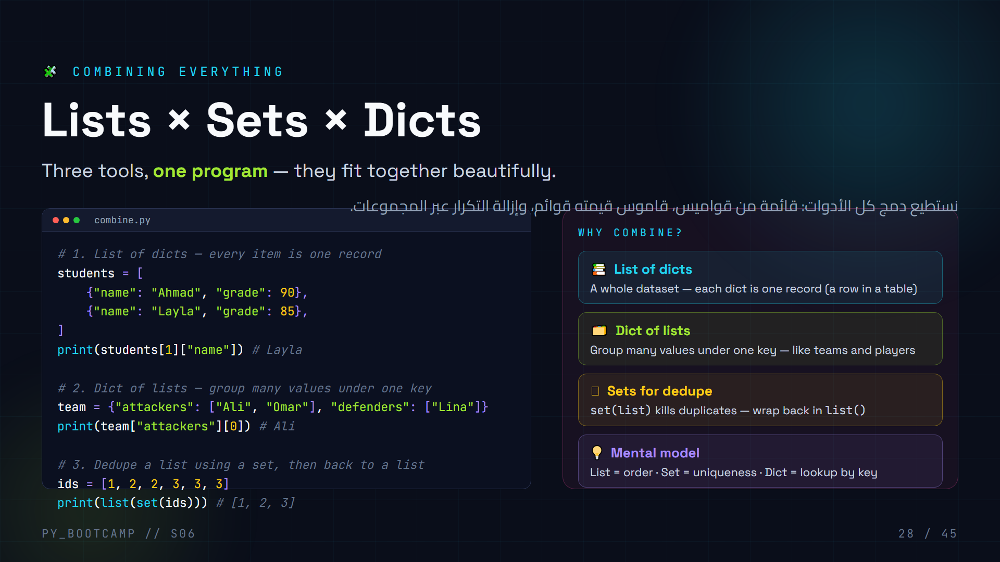 COMBINING EVERYTHING
Lists × Sets × Dicts
Three tools, one program — they fit together beautifully.
نستطيع دمج كل الأدوات: قائمة من قواميس، قاموس قيمته قوائم، وإزالة التكرار عبر المجموعات.
combine.py
# 1. List of dicts — every item is one record
students = [
    {"name": "Ahmad", "grade": 90},
    {"name": "Layla", "grade": 85},
]
print(students[1]["name"]) # Layla
# 2. Dict of lists — group many values under one key
team = {"attackers": ["Ali", "Omar"], "defenders": ["Lina"]}
print(team["attackers"][0]) # Ali
# 3. Dedupe a list using a set, then back to a list
ids = [1, 2, 2, 3, 3, 3]
print(list(set(ids))) # [1, 2, 3]
WHY COMBINE?
List of dicts
A whole dataset — each dict is one record (a row in a table)
Dict of lists
Group many values under one key — like teams and players
Sets for dedupe
set(list) kills duplicates — wrap back in list()
Mental model
List = order · Set = uniqueness · Dict = lookup by key
PY_BOOTCAMP // S06
28 / 45